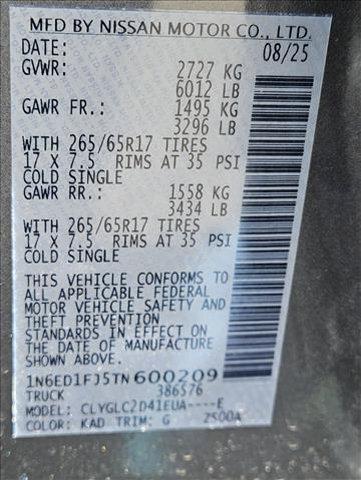 MFD BY NISSAN MOTOR CO., LTD.
DATE: 08/25
GVWR: 2727 KG
6012 LB
GAWR FR.: 1495 KG
3296 LB
WITH 265/65R17 TIRES
17 X 7.5 RIMS AT 35 PSI
COLD SINGLE
GAWR RR.: 1558 KG
3434 LB
WITH 265/65R17 TIRES
17 X 7.5 RIMS AT 35 PSI
COLD SINGLE
THIS VEHICLE CONFORMS TO
ALL APPLICABLE FEDERAL
MOTOR VEHICLE SAFETY AND
THEFT PREVENTION
STANDARDS IN EFFECT ON
THE DATE OF MANUFACTURE
SHOWN ABOVE.
1N6ED1FJ5TN600209
TRUCK 386576
MODEL: CLYGLC2D41EUA----E
COLOR: KAD TRIM: G 2500A